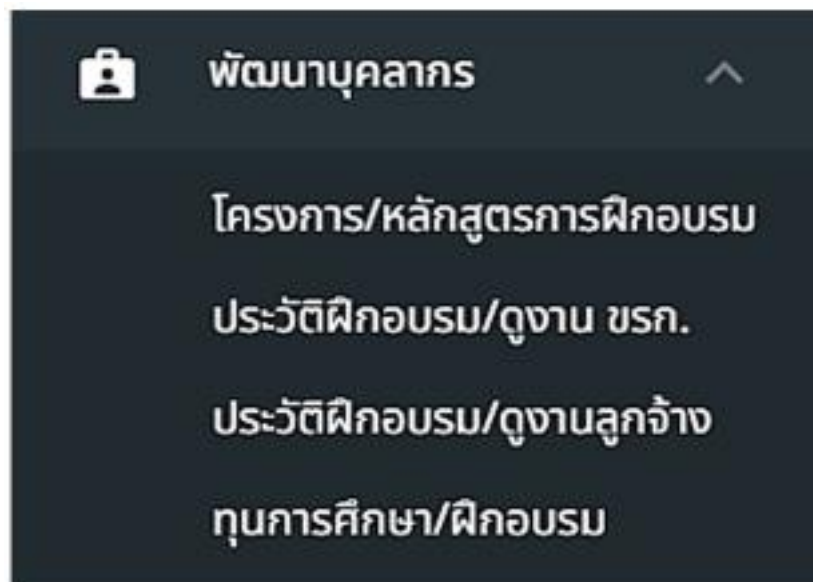 พัฒนาบุคลากร
โครงการ/หลักสูตรการฝึกอบรม
ประวัติฝึกอบรม/ดูงาน ขรก.
ประวัติฝึกอบรม/ดูงานลูกจ้าง
ทุนการศึกษา/ฝึกอบรม